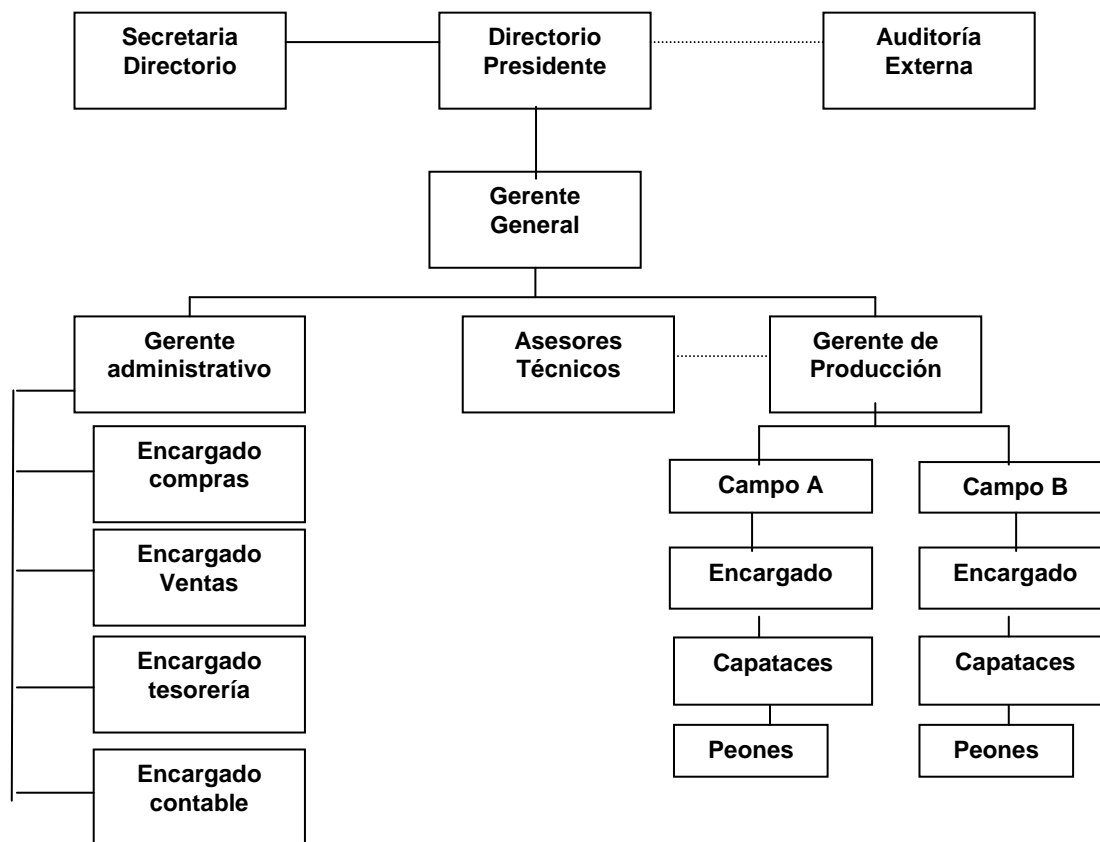 Secretaria
Directorio
Directorio
Presidente
Auditoría
Externa
Gerente
General
Gerente
administrativo
Asesores
Técnicos
Gerente de
Producción
Encargado
compras
Encargado
Ventas
Encargado
tesorería
Encargado
contable
Campo A
Campo B
Encargado
Encargado
Capataces
Capataces
Peones
Peones